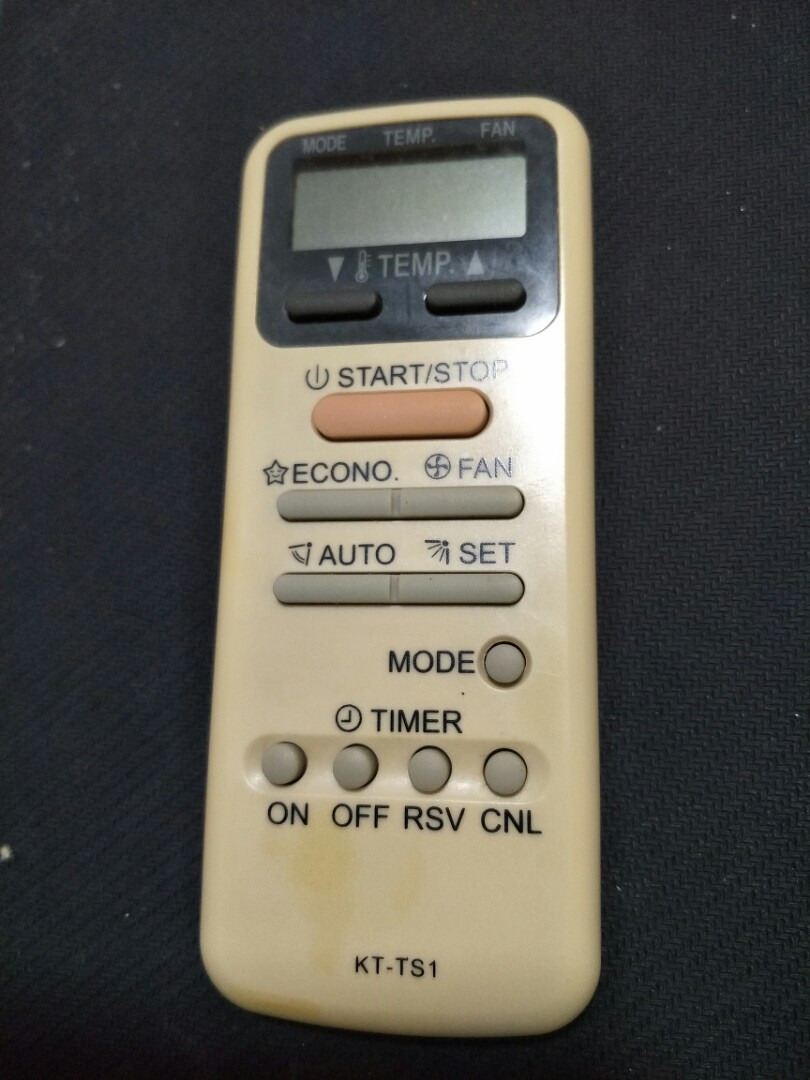 MODE TEMP. FAN
▼ TEMP. ▲
START/STOP
ECONO. FAN
AUTO SET
MODE
TIMER
ON OFF RSV CNL
KT-TS1